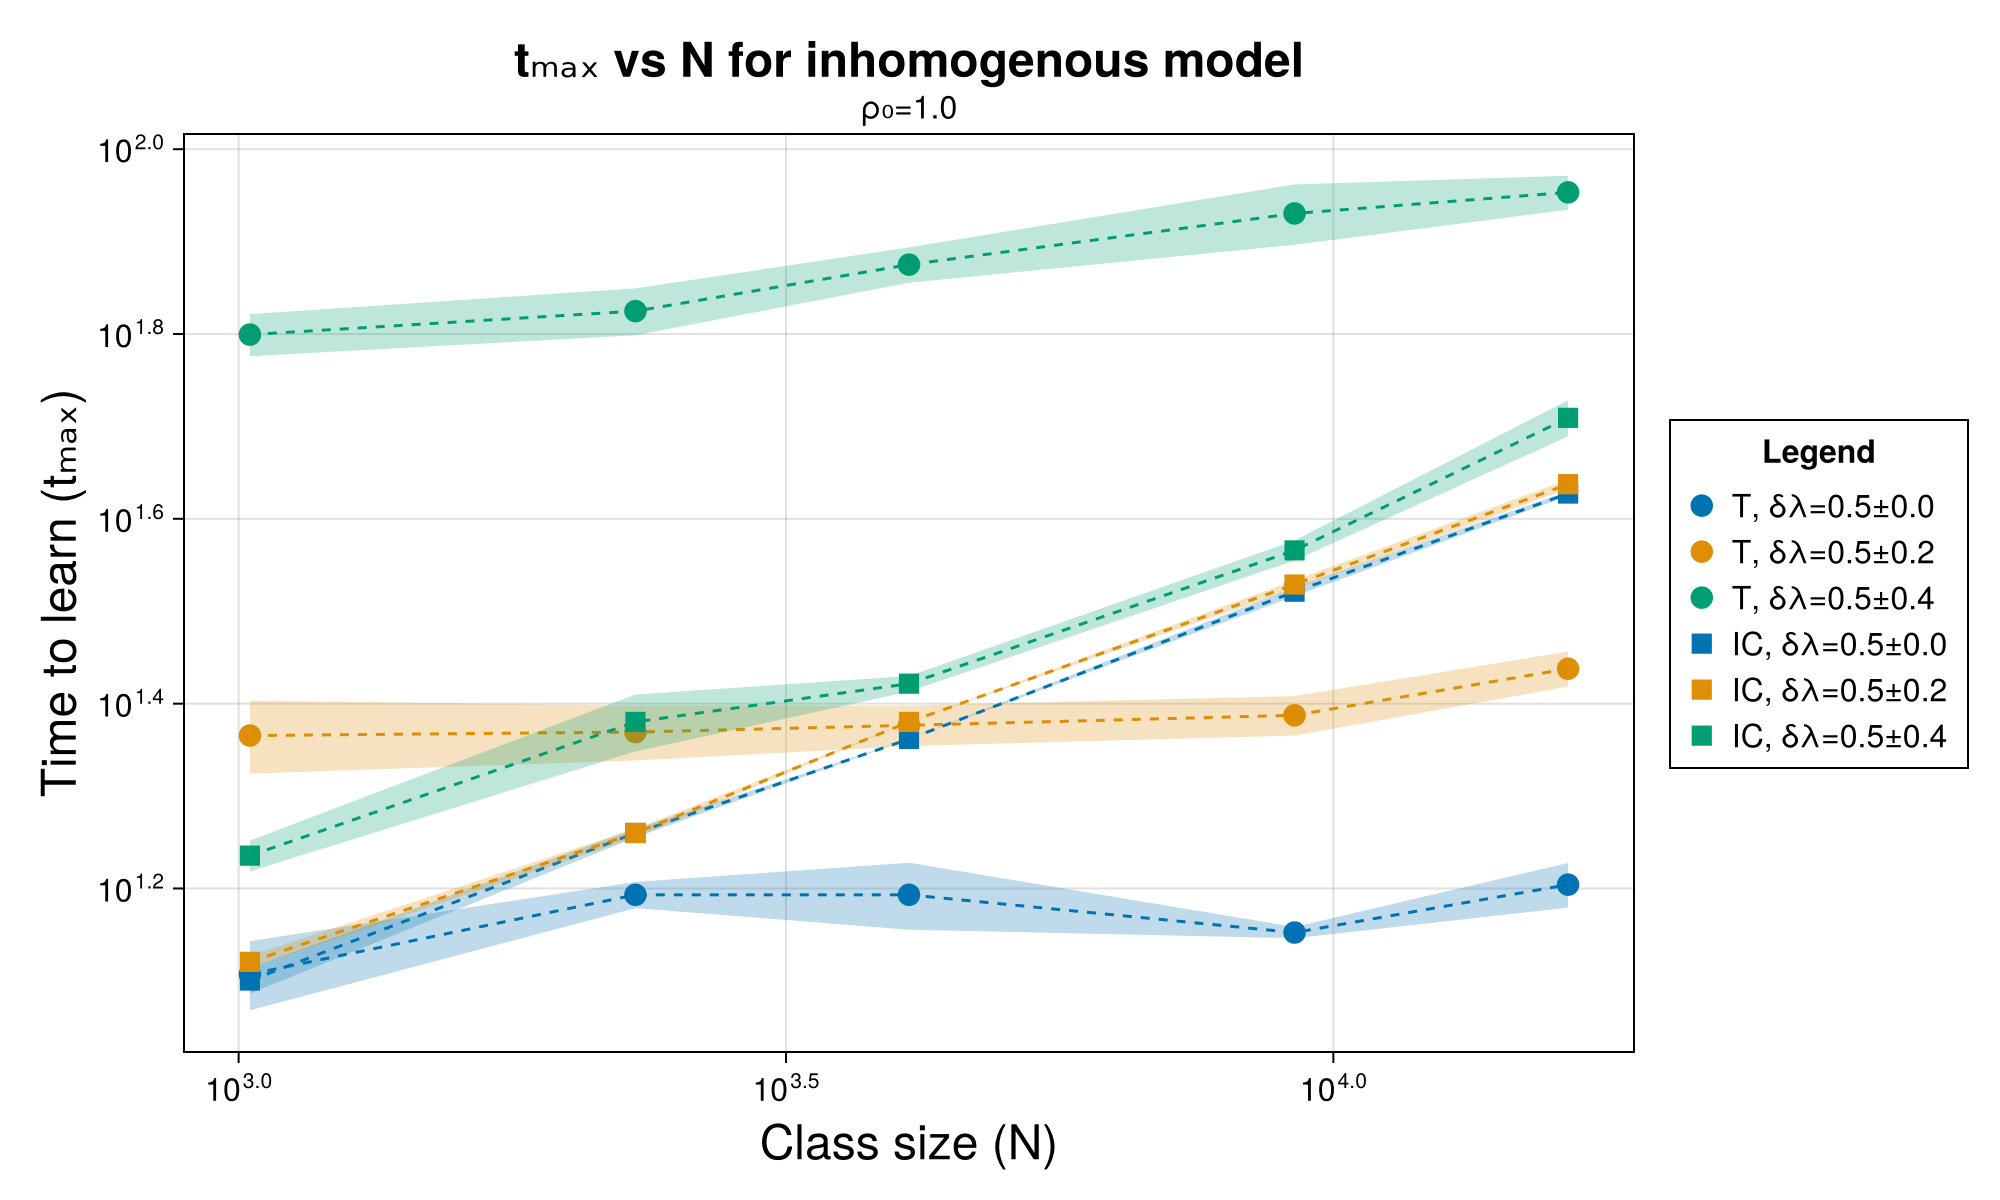 tₘₐₓ vs N for inhomogenous model
ρ₀=1.0
Time to learn (tₘₐₓ)
10^2.0
10^1.8
10^1.6
10^1.4
10^1.2
10^3.0
10^3.5
10^4.0
Class size (N)
Legend
T, δλ=0.5±0.0
T, δλ=0.5±0.2
T, δλ=0.5±0.4
IC, δλ=0.5±0.0
IC, δλ=0.5±0.2
IC, δλ=0.5±0.4